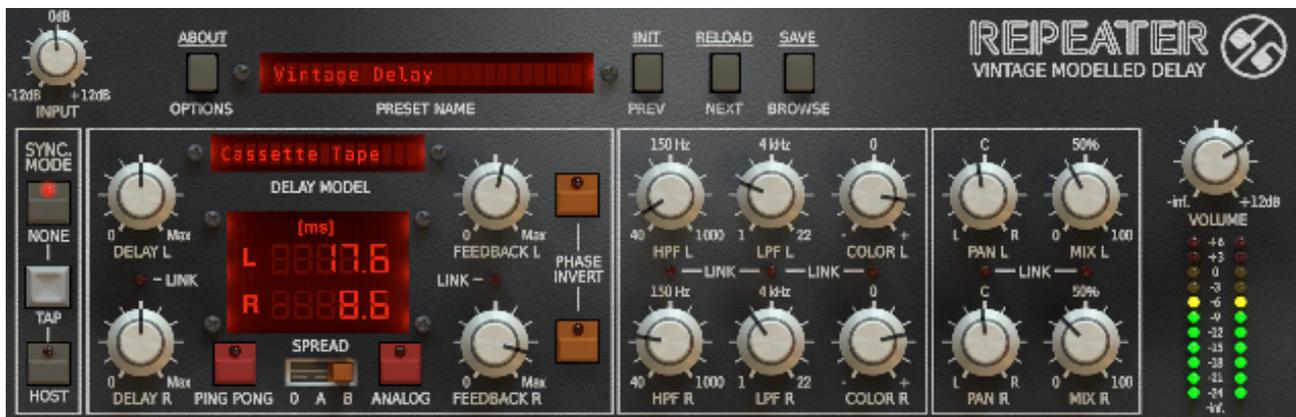 0dB
-12dB +12dB
INPUT
ABOUT
OPTIONS
Vintage Delay
PRESET NAME
INIT
PREV
RELOAD
NEXT
SAVE
BROWSE
REPEATER
VINTAGE MODELLED DELAY
SYNC.
MODE
NONE
TAP
HOST
0 Max
DELAY L
Cassette Tape
DELAY MODEL
[ms]
L 17.6
R 8.6
0 Max
FEEDBACK L
LINK
LINK
PHASE
INVERT
0 Max
DELAY R
PING PONG
SPREAD
0 A B
ANALOG
0 Max
FEEDBACK R
150 Hz
40 1000
HPF L
4 kHz
1 22
LPF L
0
- +
COLOR L
LINK
LINK
150 Hz
40 1000
HPF R
4 kHz
1 22
LPF R
0
- +
COLOR R
C
L R
PAN L
50%
0 100
MIX L
LINK
C
L R
PAN R
50%
0 100
MIX R
-inf. +12dB
VOLUME
+6
+3
0
-3
-6
-9
-12
-15
-18
-21
-24
-inf.